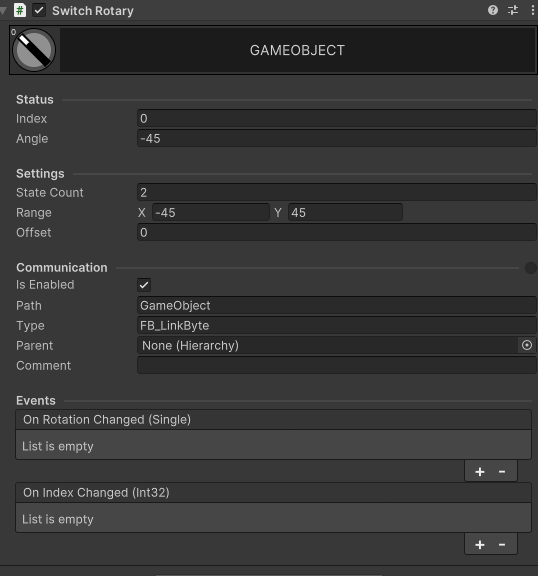 Switch Rotary
0
GAMEOBJECT
Status
Index 0
Angle -45
Settings
State Count 2
Range X -45 Y 45
Offset 0
Communication
Is Enabled
Path GameObject
Type FB_LinkByte
Parent None (Hierarchy)
Comment
Events
On Rotation Changed (Single)
List is empty
+ -
On Index Changed (Int32)
List is empty
+ -